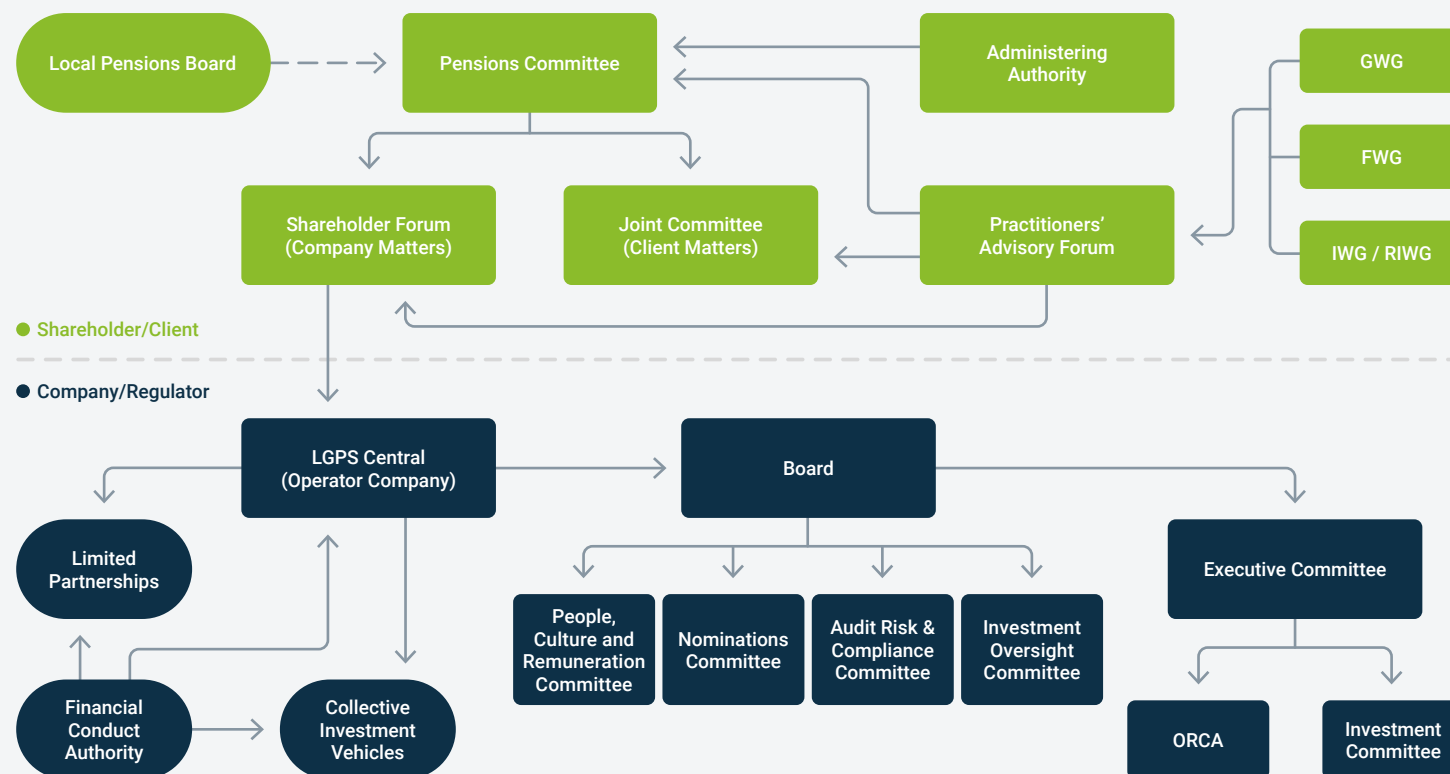 Local Pensions Board
Pensions Committee
Administering
Authority
GWG
FWG
IWG / RIWG
Shareholder Forum
(Company Matters)
Joint Committee
(Client Matters)
Practitioners’
Advisory Forum
Shareholder/Client
Company/Regulator
LGPS Central
(Operator Company)
Board
Limited
Partnerships
Executive Committee
People,
Culture and
Remuneration
Committee
Nominations
Committee
Audit Risk &
Compliance
Committee
Investment
Oversight
Committee
Financial
Conduct
Authority
Collective
Investment
Vehicles
ORCA
Investment
Committee